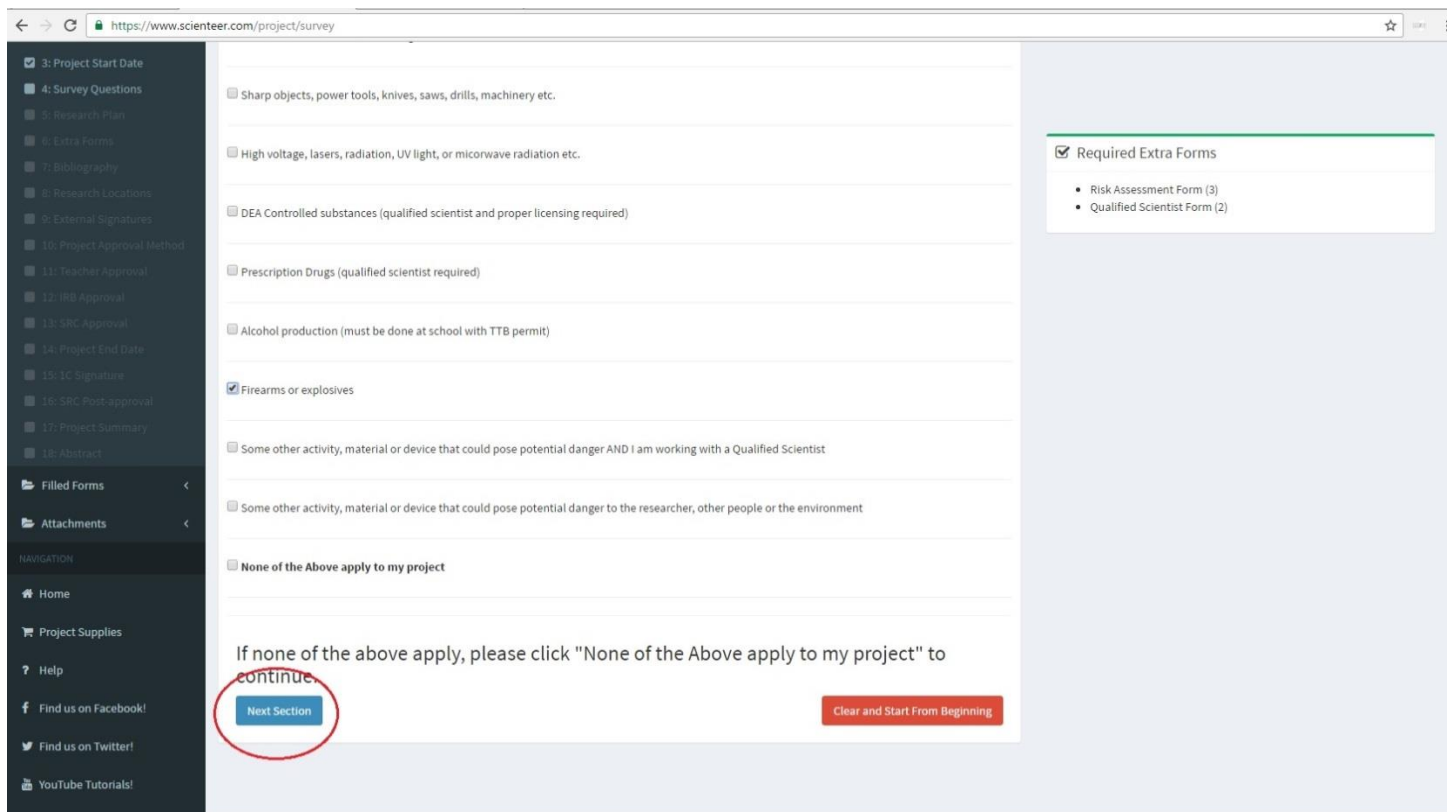 https://www.scienteer.com/project/survey
3: Project Start Date
4: Survey Questions
5: Research Plan
6: Extra Forms
7: Bibliography
8: Research Locations
9: External Signatures
10: Project Approval Method
11: Teacher Approval
12: IRB Approval
13: SRC Approval
14: Project End Date
15: 1C Signature
16: SRC Post-approval
17: Project Summary
18: Abstract
Filled Forms
Attachments
NAVIGATION
Home
Project Supplies
Help
Find us on Facebook!
Find us on Twitter!
YouTube Tutorials!
Sharp objects, power tools, knives, saws, drills, machinery etc.
High voltage, lasers, radiation, UV light, or micorwave radiation etc.
DEA Controlled substances (qualified scientist and proper licensing required)
Prescription Drugs (qualified scientist required)
Alcohol production (must be done at school with TTB permit)
Firearms or explosives
Some other activity, material or device that could pose potential danger AND I am working with a Qualified Scientist
Some other activity, material or device that could pose potential danger to the researcher, other people or the environment
None of the Above apply to my project
If none of the above apply, please click "None of the Above apply to my project" to
continue.
Next Section
Clear and Start From Beginning
Required Extra Forms
Risk Assessment Form (3)
Qualified Scientist Form (2)